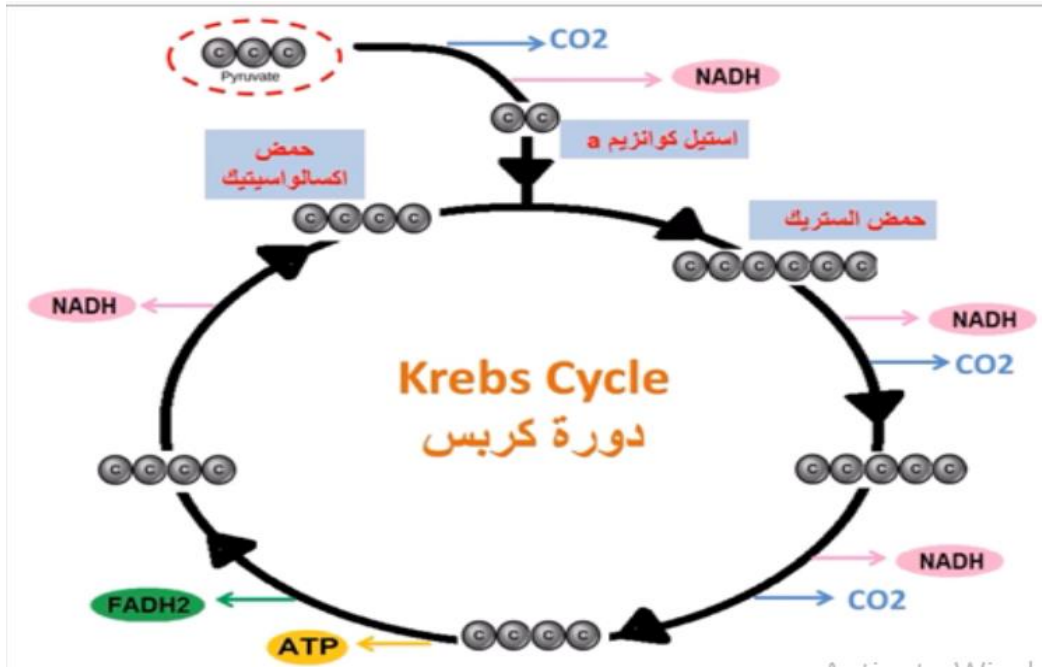 CO2
C C C
Pyruvate
NADH
C C
استيل كوانزيم a
حمض
اكسالواسيتيك
C C C C
حمض الستريك
C C C C C C
NADH
NADH
CO2
Krebs Cycle
دورة كربس
C C C C
C C C C C
NADH
CO2
FADH2
C C C C
ATP